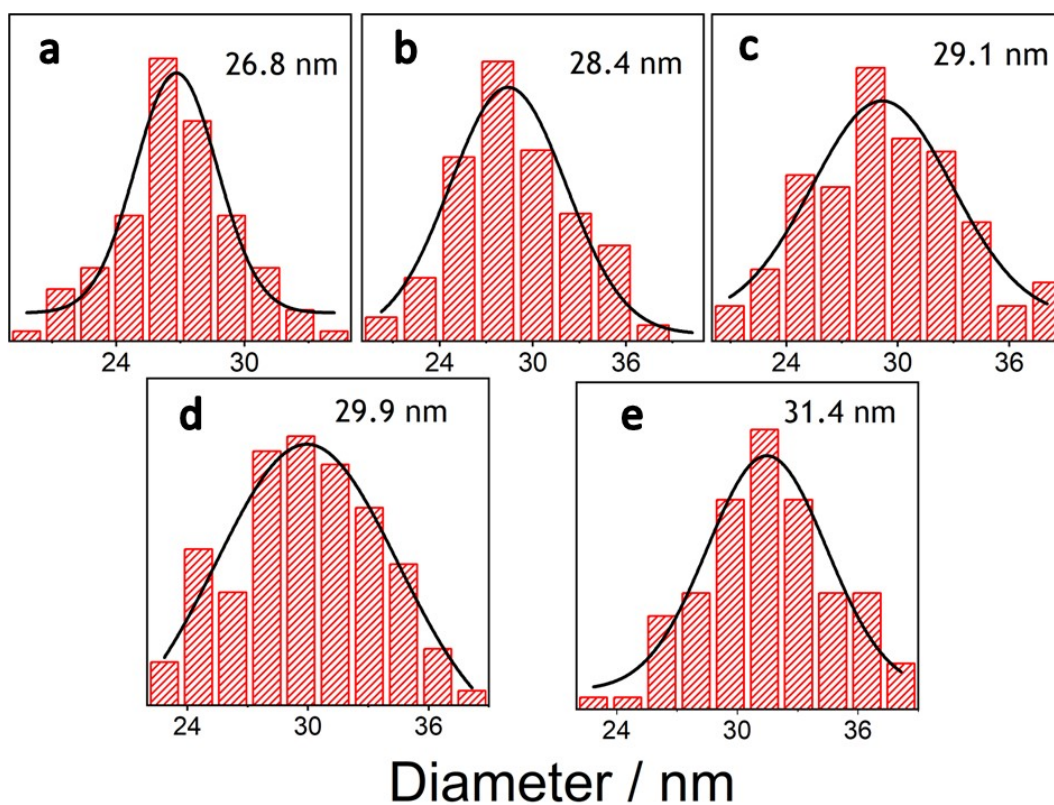 a
26.8 nm
b
28.4 nm
c
29.1 nm
24 30
24 30 36
24 30 36
d
29.9 nm
e
31.4 nm
24 30 36
24 30 36
Diameter / nm